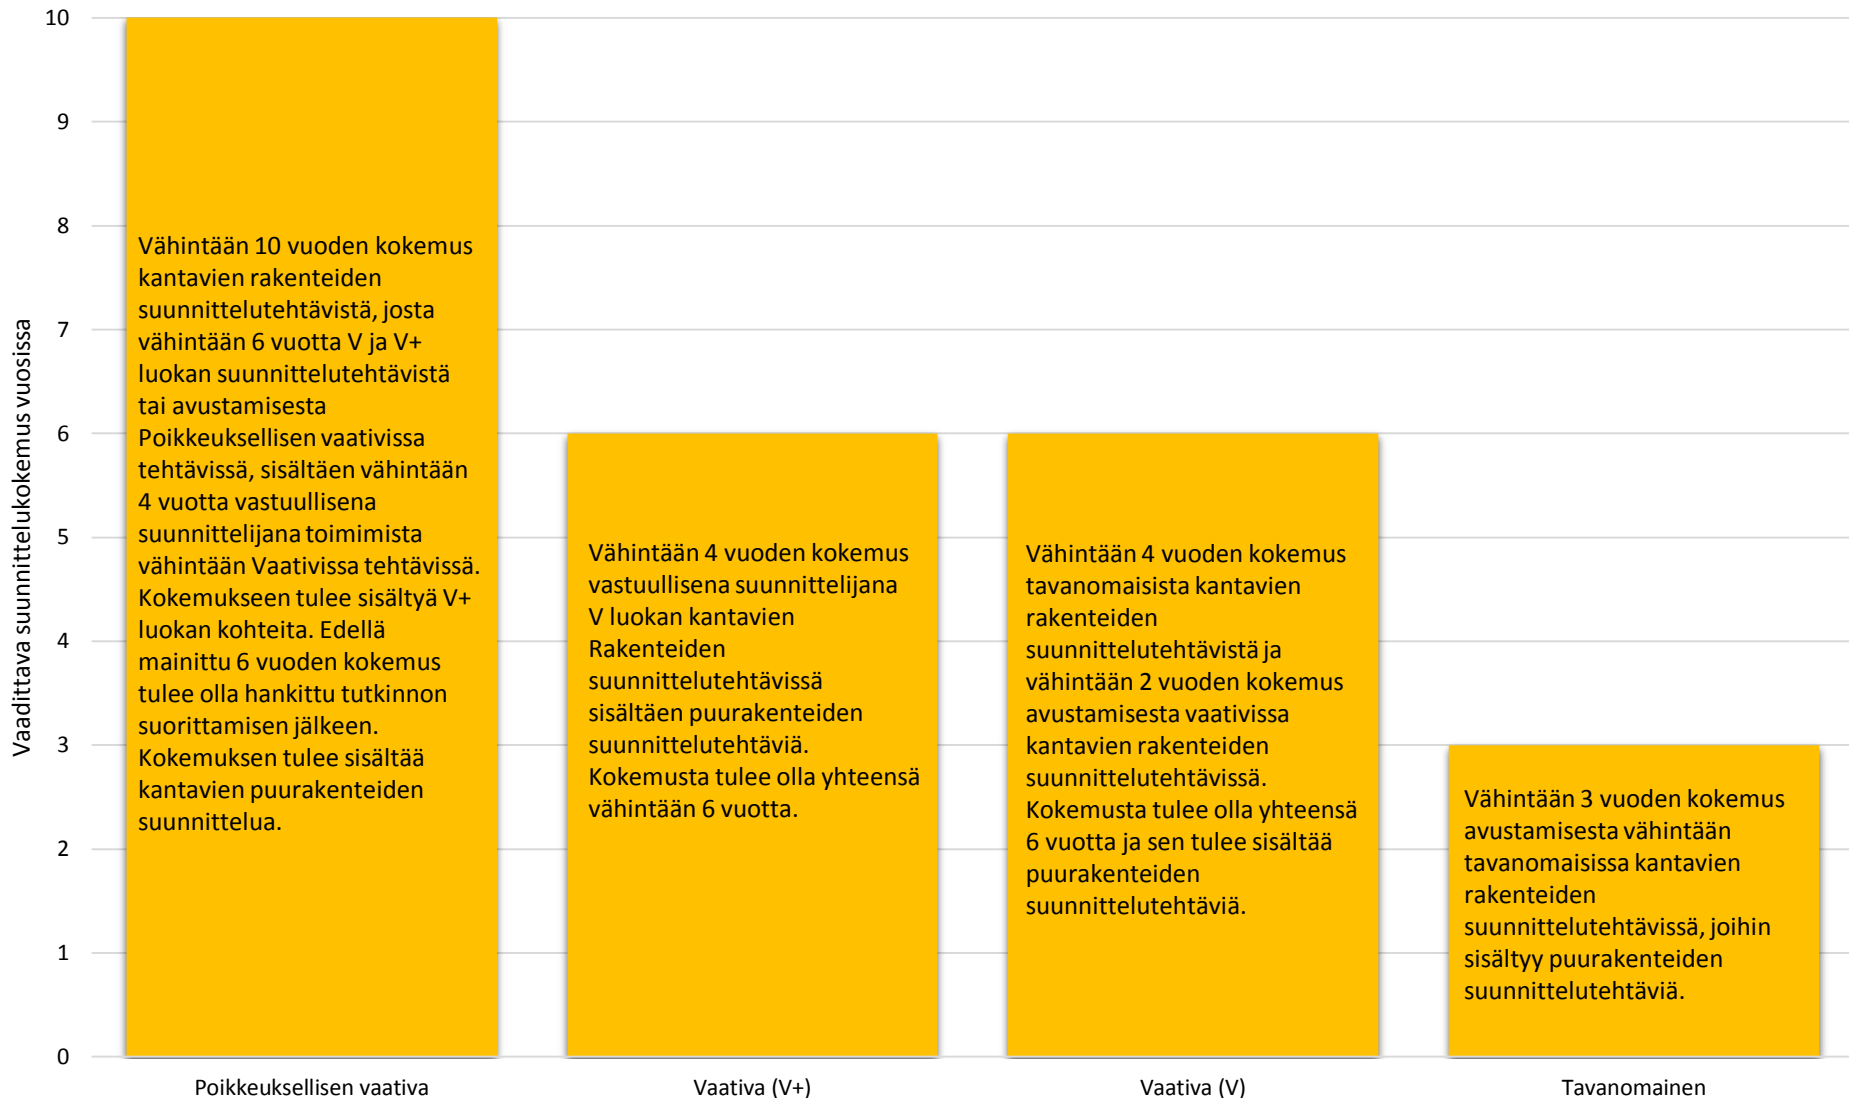 Vaadittava suunnittelukokemus vuosissa
10
9
8
7
6
5
4
3
2
1
0
Vähintään 10 vuoden kokemus
kantavien rakenteiden
suunnittelutehtävistä, josta
vähintään 6 vuotta V ja V+
luokan suunnittelutehtävistä
tai avustamisesta
Poikkeuksellisen vaativissa
tehtävissä, sisältäen vähintään
4 vuotta vastuullisena
suunnittelijana toimimista
vähintään Vaativissa tehtävissä.
Kokemukseen tulee sisältyä V+
luokan kohteita. Edellä
mainittu 6 vuoden kokemus
tulee olla hankittu tutkinnon
suorittamisen jälkeen.
Kokemuksen tulee sisältää
kantavien puurakenteiden
suunnittelua.
Vähintään 4 vuoden kokemus
vastuullisena suunnittelijana
V luokan kantavien
Rakenteiden
suunnittelutehtävissä
sisältäen puurakenteiden
suunnittelutehtäviä.
Kokemusta tulee olla yhteensä
vähintään 6 vuotta.
Vähintään 4 vuoden kokemus
tavanomaisista kantavien
rakenteiden
suunnittelutehtävistä ja
vähintään 2 vuoden kokemus
avustamisesta vaativissa
kantavien rakenteiden
suunnittelutehtävissä.
Kokemusta tulee olla yhteensä
6 vuotta ja sen tulee sisältää
puurakenteiden
suunnittelutehtäviä.
Vähintään 3 vuoden kokemus
avustamisesta vähintään
tavanomaisissa kantavien
rakenteiden
suunnittelutehtävissä, joihin
sisältyy puurakenteiden
suunnittelutehtäviä.
Poikkeuksellisen vaativa
Vaativa (V+)
Vaativa (V)
Tavanomainen